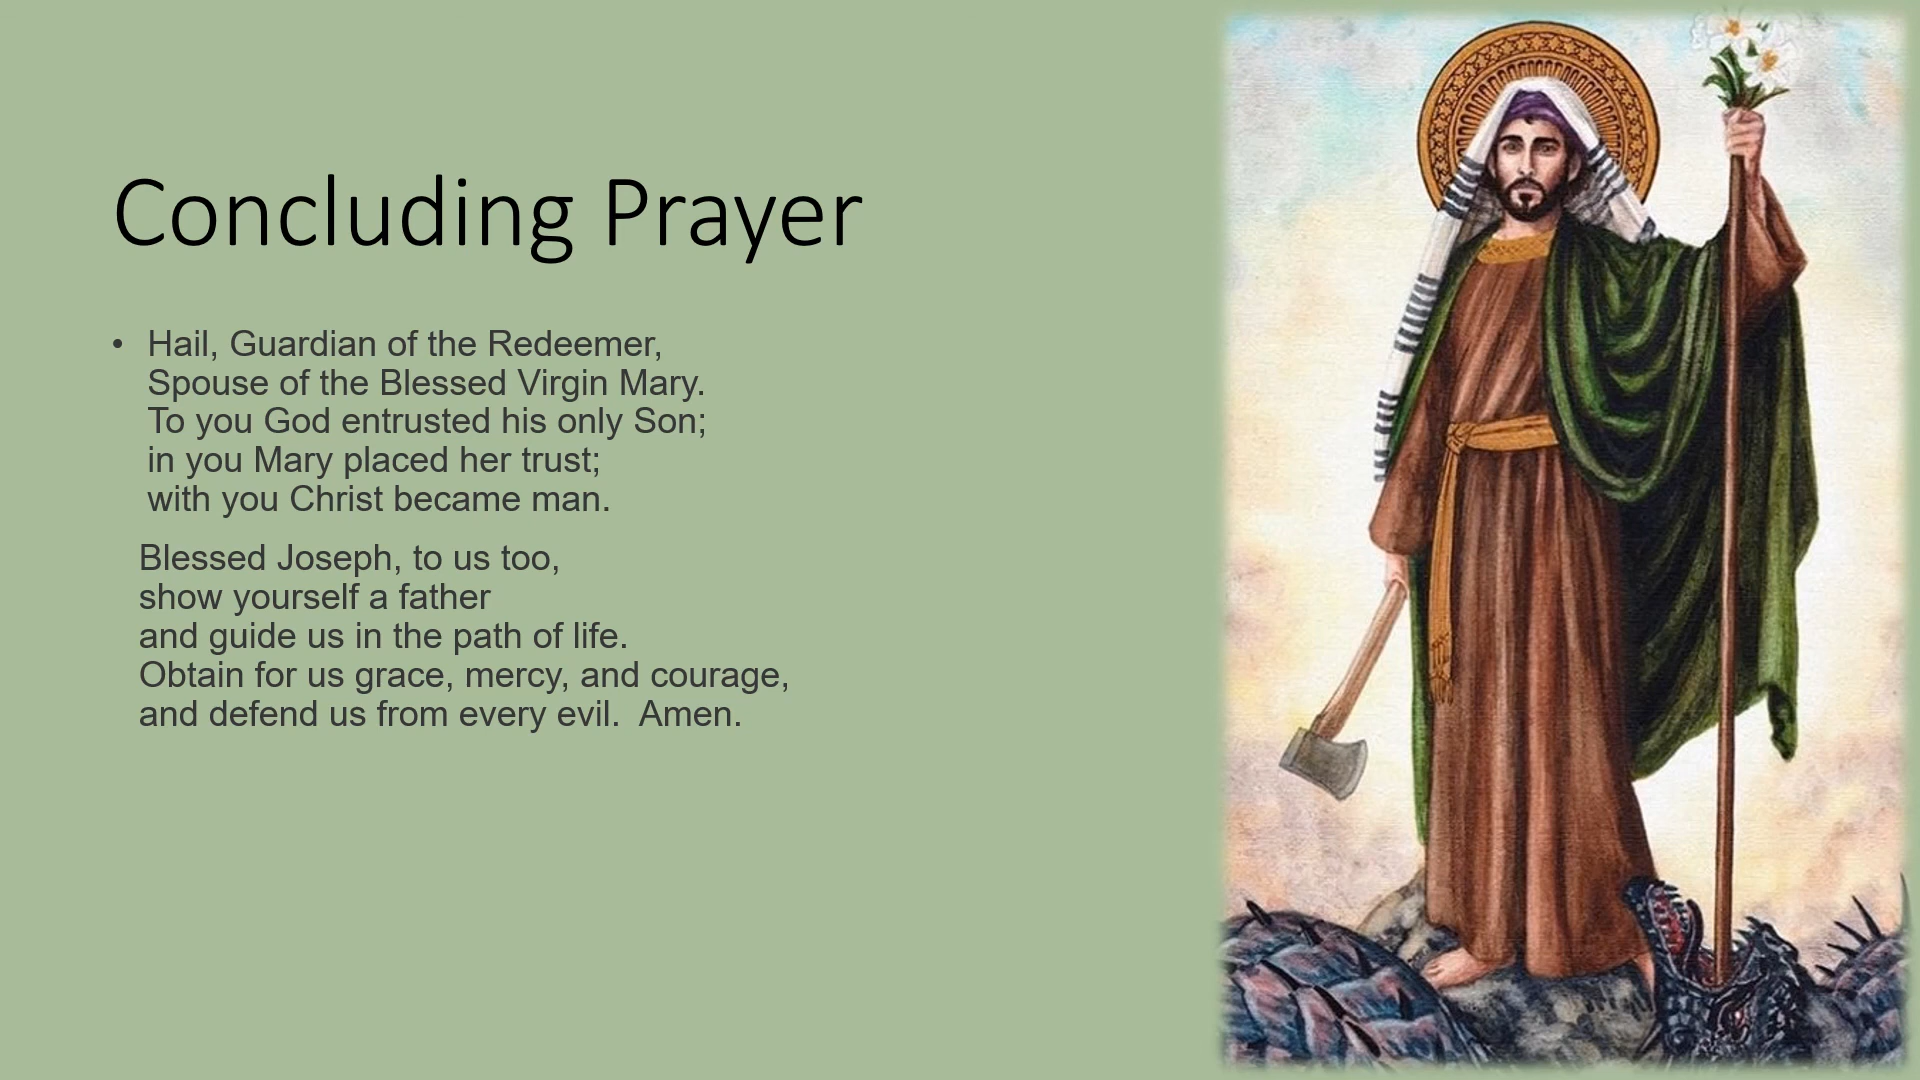 Concluding Prayer
• Hail, Guardian of the Redeemer,
Spouse of the Blessed Virgin Mary.
To you God entrusted his only Son;
in you Mary placed her trust;
with you Christ became man.
Blessed Joseph, to us too,
show yourself a father
and guide us in the path of life.
Obtain for us grace, mercy, and courage,
and defend us from every evil.  Amen.